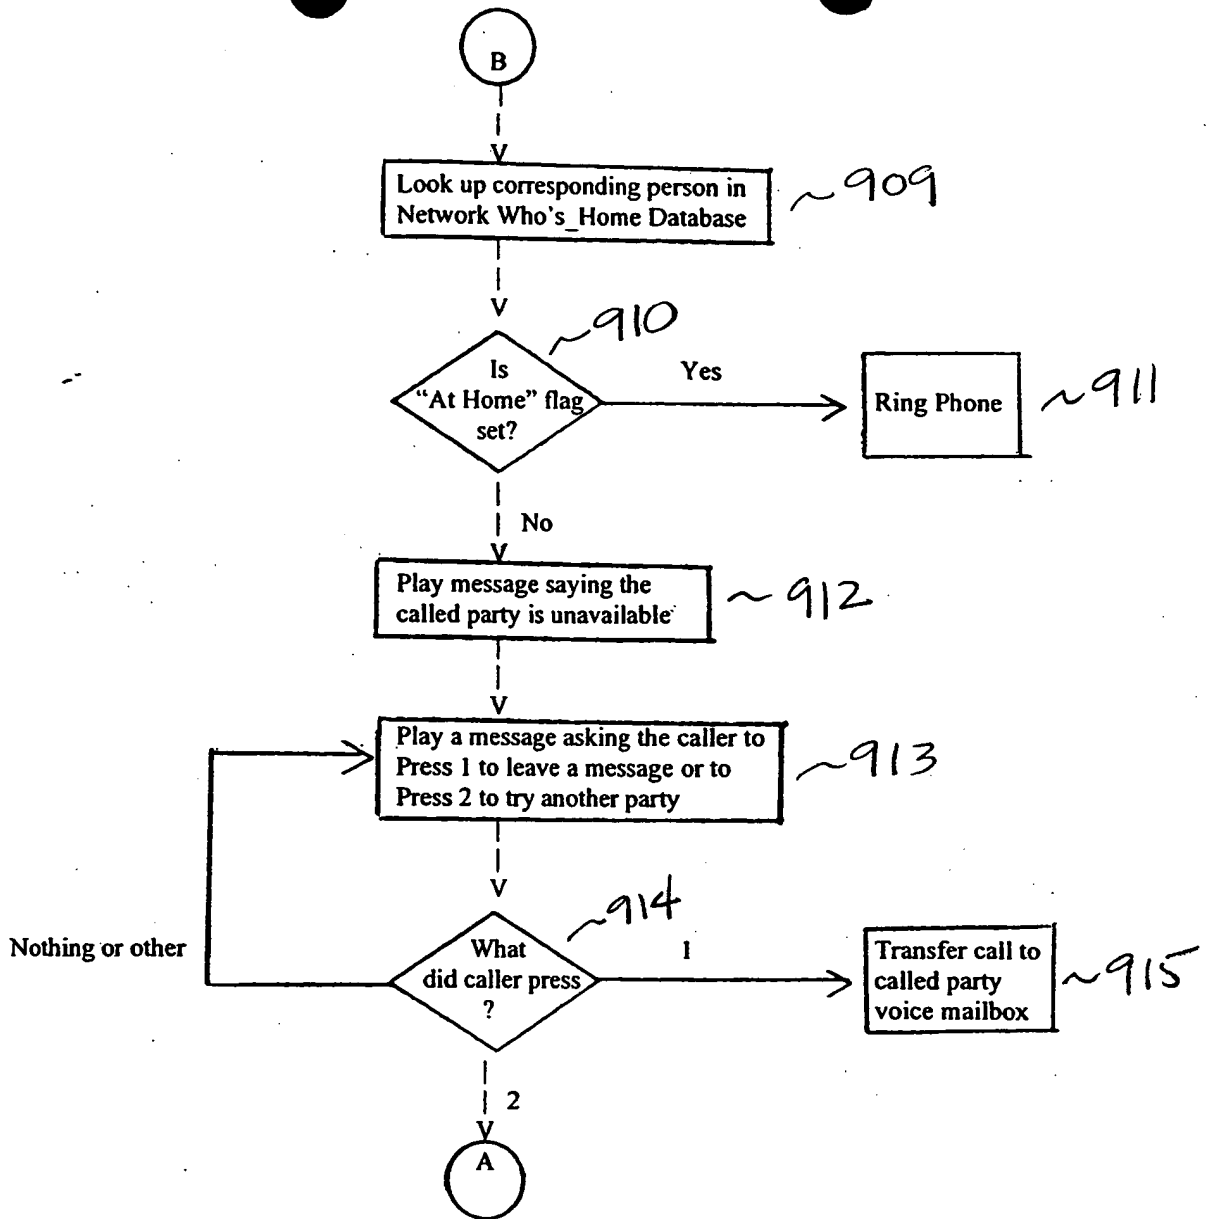 B
Look up corresponding person in
Network Who's_Home Database
~909
~910
Is
"At Home" flag
set?
Yes
Ring Phone
~911
No
Play message saying the
called party is unavailable
~912
Play a message asking the caller to
Press 1 to leave a message or to
Press 2 to try another party
~913
~914
Nothing or other
What
did caller press
?
1
Transfer call to
called party
voice mailbox
~915
2
A